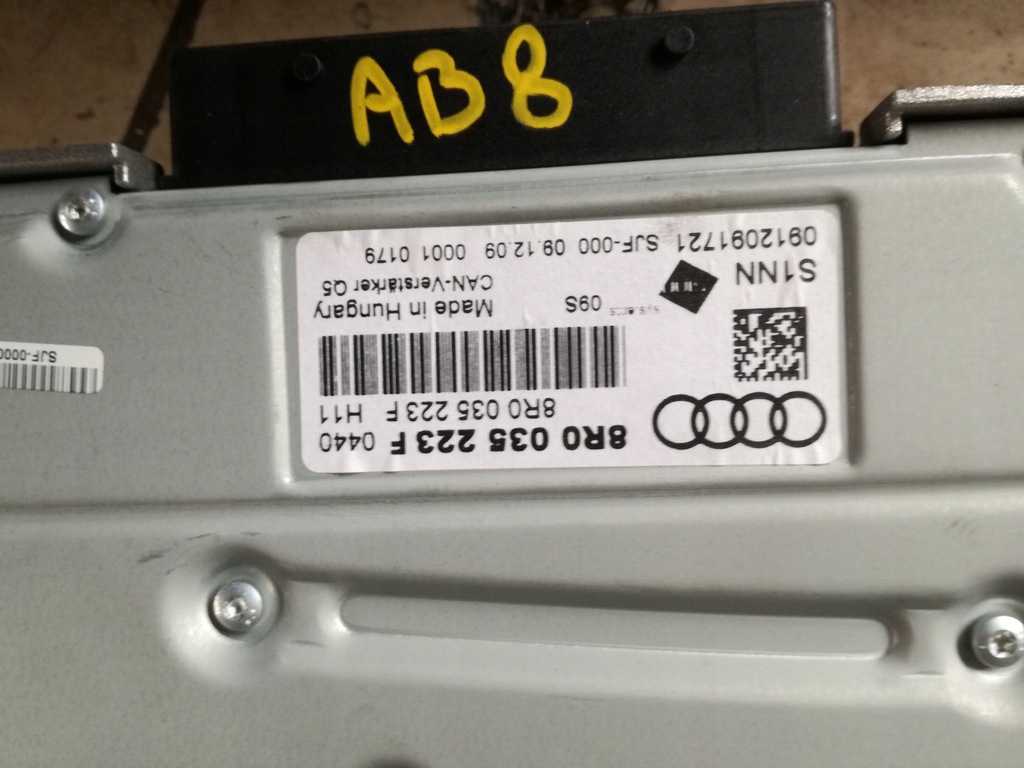 AB8
8R0 035 223 F 0440
8R0 035 223 F H11
Made in Hungary
09S
CAN-Verstärker Q5
S1NN
0912091721 SJF-000 09.12.09 0001 0179
SJF-0000